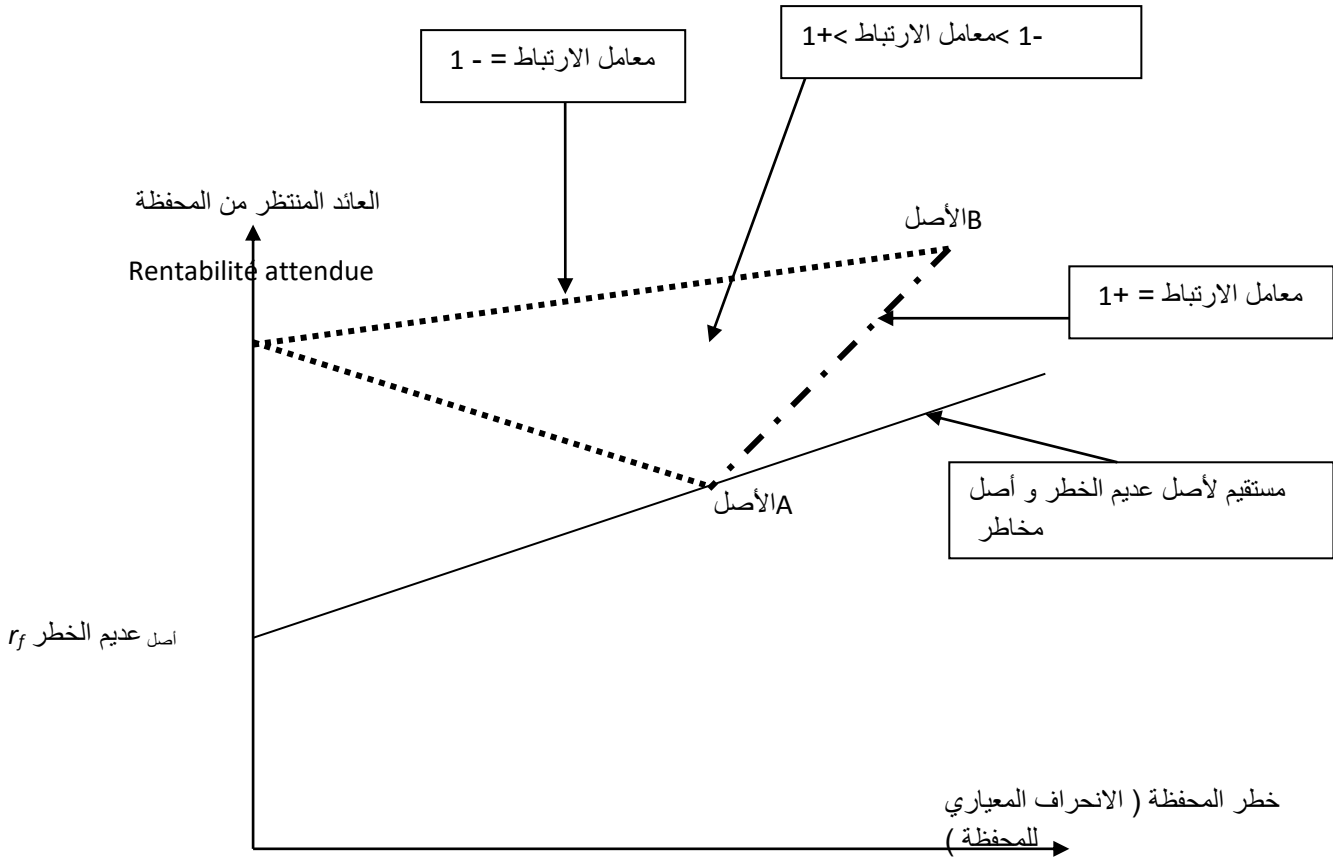 -1 >معامل الارتباط >+1
معامل الارتباط = - 1
العائد المنتظر من المحفظة
Rentabilité attendue
الأصلB
معامل الارتباط = +1
مستقيم لأصل عديم الخطر و أصل
مخاطر
الأصلA
أصل عديم الخطر rf
خطر المحفظة ( الانحراف المعياري
للمحفظة )